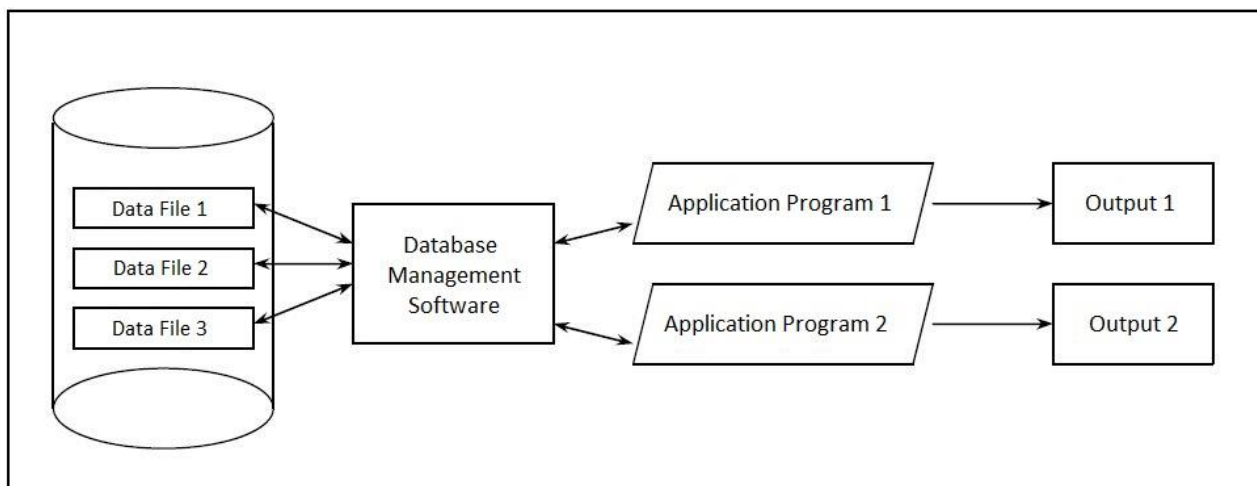 Data File 1
Data File 2
Data File 3
Database
Management
Software
Application Program 1
Application Program 2
Output 1
Output 2